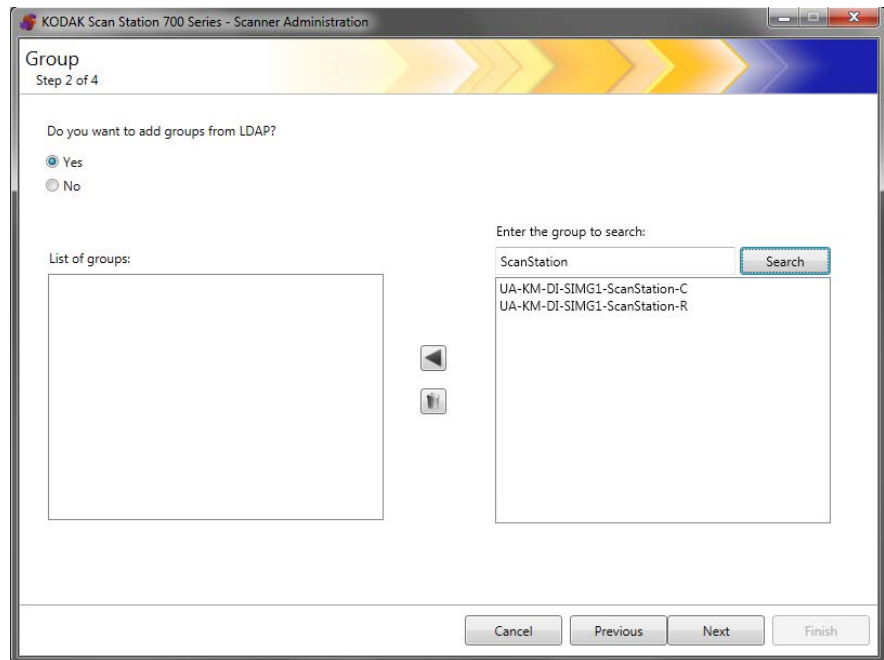 KODAK Scan Station 700 Series - Scanner Administration
Group
Step 2 of 4
Do you want to add groups from LDAP?
Yes
No
List of groups:
Enter the group to search:
ScanStation
Search
UA-KM-DI-SIMG1-ScanStation-C
UA-KM-DI-SIMG1-ScanStation-R
Cancel
Previous
Next
Finish